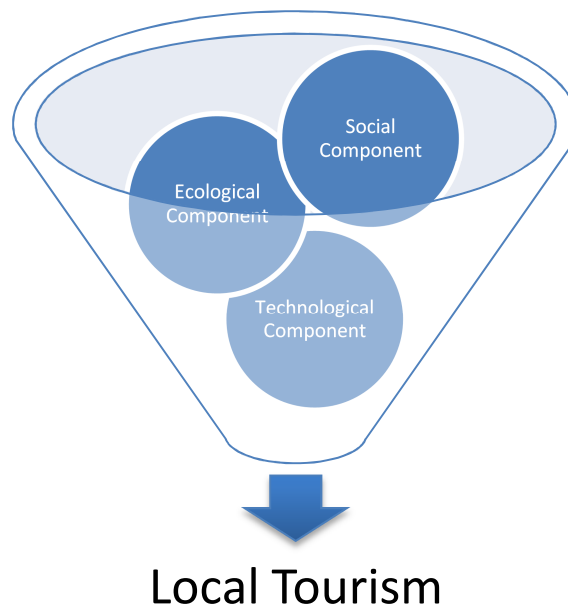 Social
Component
Ecological
Component
Technological
Component
Local Tourism